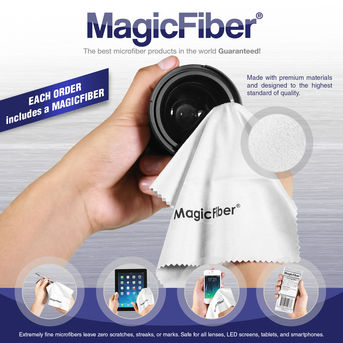 MagicFiber®
The best microfiber products in the world Guaranteed!
Made with premium materials
and designed to the highest
standard of quality.
EACH ORDER
includes a MAGICFIBER
MagicFiber®
Extremely fine microfibers leave zero scratches, streaks, or marks. Safe for all lenses, LED screens, tablets, and smartphones.